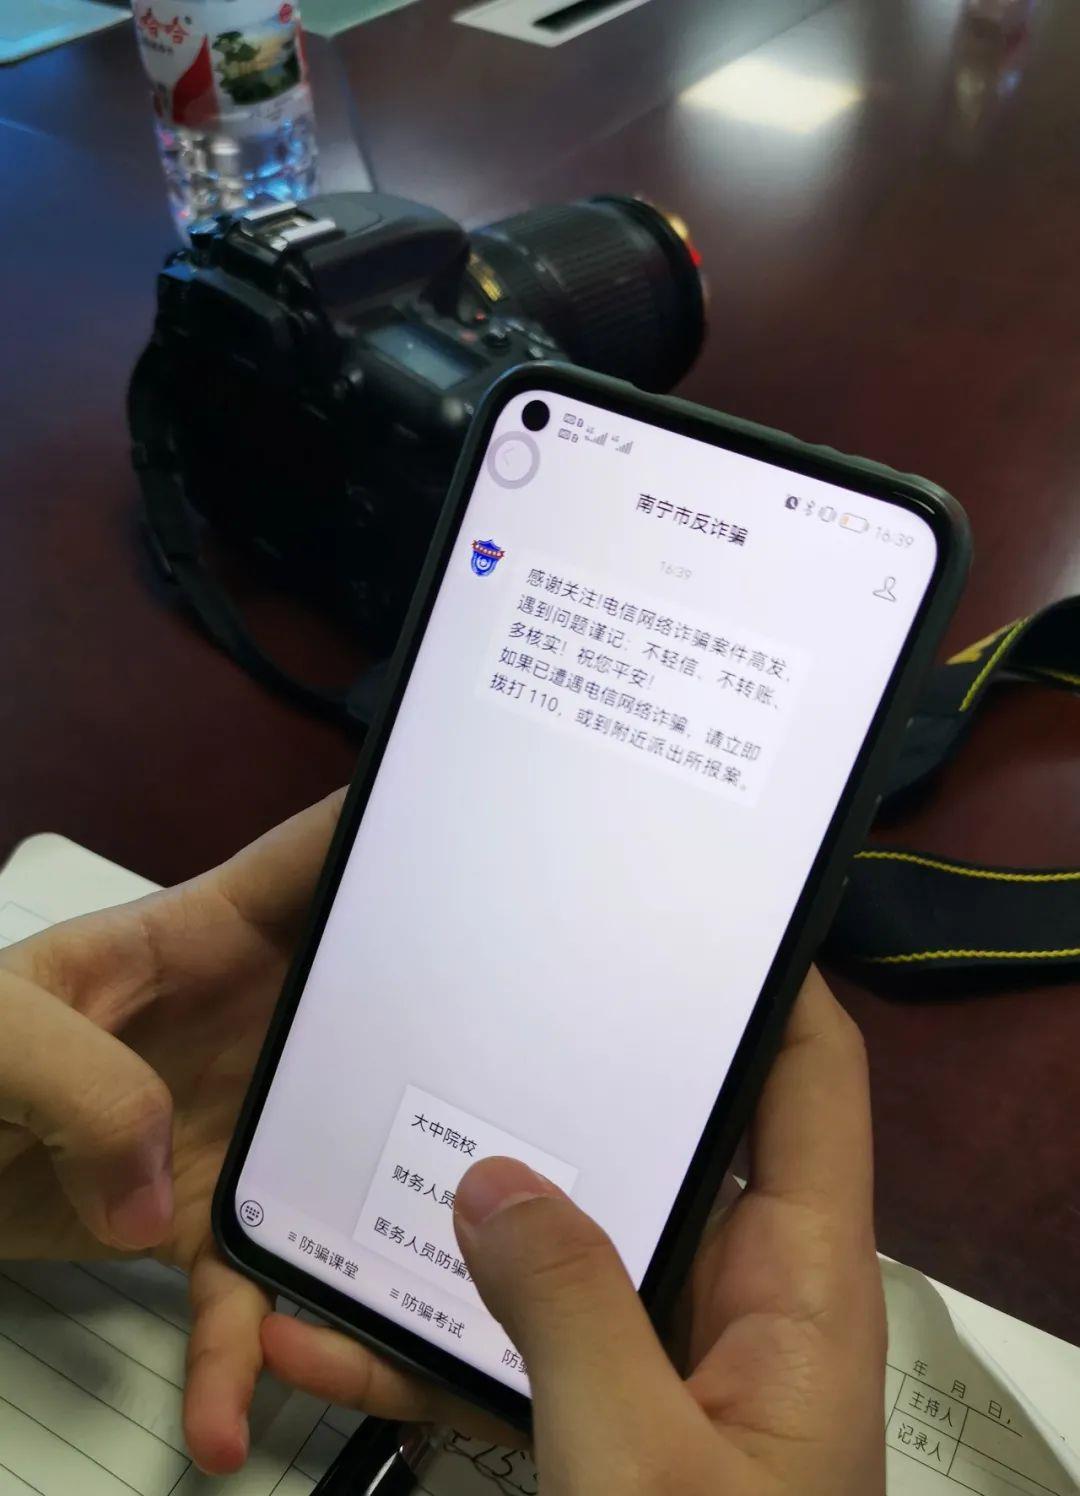 哈哈
16:39
南宁市反诈骗
16:39
感谢关注!电信网络诈骗案件高发,
遇到问题谨记：不轻信、不转账、
多核实！祝您平安！
如果已遭遇电信网络诈骗，请立即
拨打110，或到附近派出所报案。
大中院校
财务人员
医务人员防骗
防骗课堂
防骗考试
防骗
年 月 日,
主持人
记录人